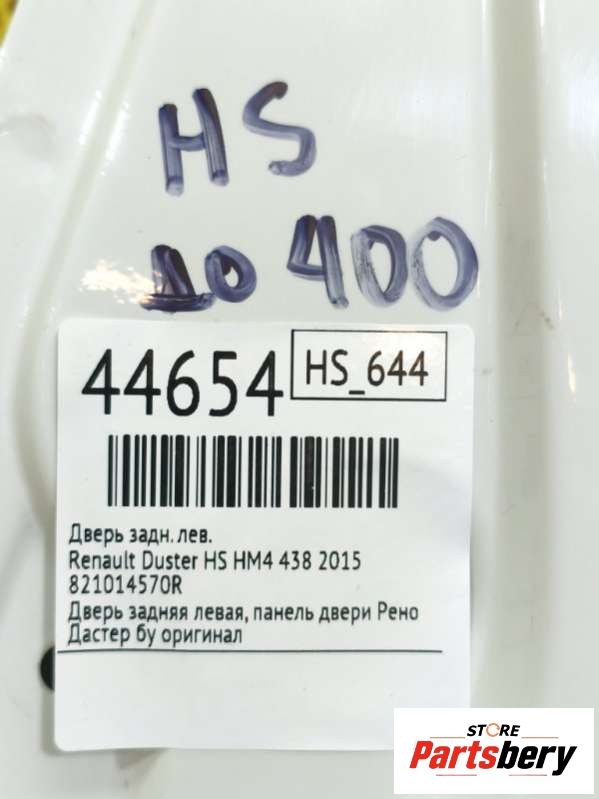 HS
до 400
44654
HS_644
Дверь задн. лев.
Renault Duster HS HM4 438 2015
821014570R
Дверь задняя левая, панель двери Рено
Дастер бу оригинал
STORE
Partsbery